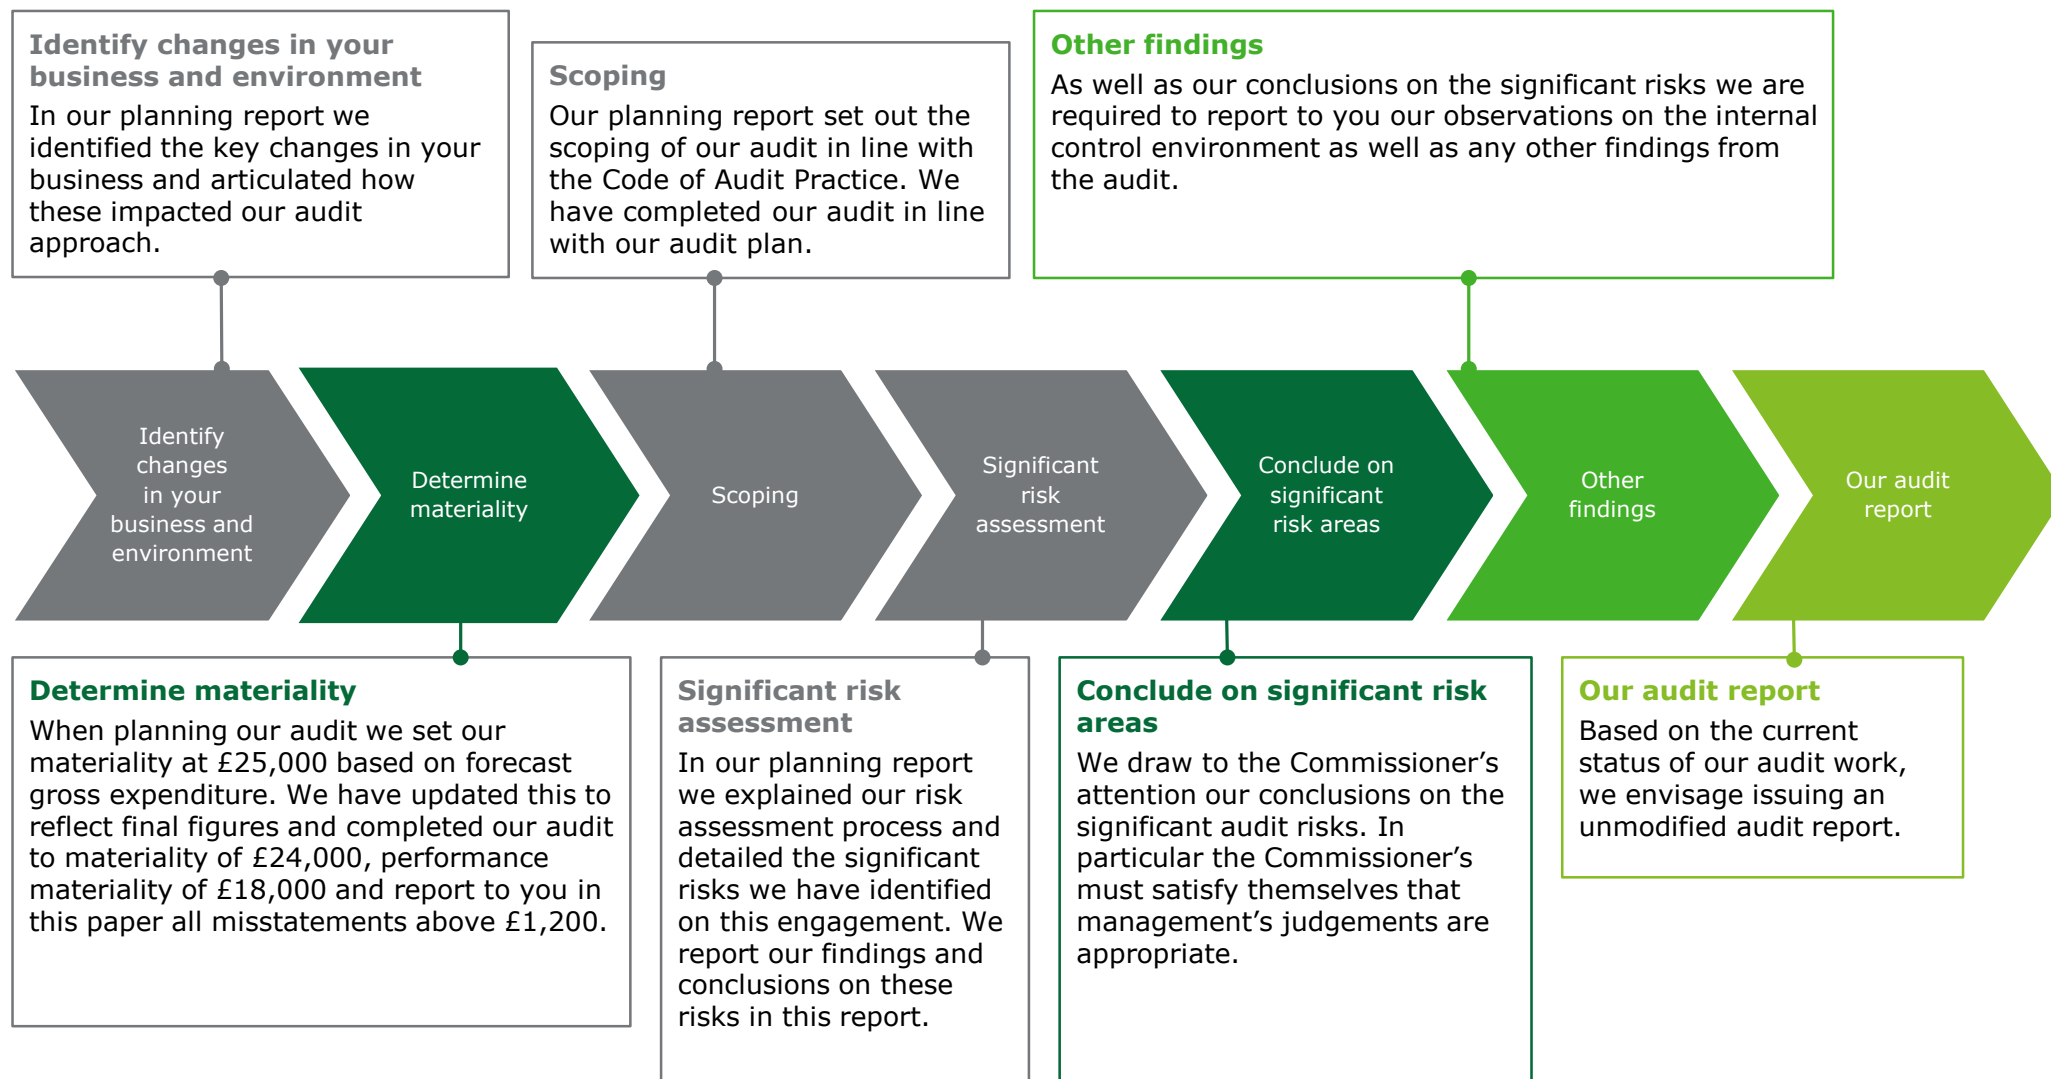 Identify changes in your
business and environment
In our planning report we
identified the key changes in your
business and articulated how
these impacted our audit
approach.
Scoping
Our planning report set out the
scoping of our audit in line with
the Code of Audit Practice. We
have completed our audit in line
with our audit plan.
Other findings
As well as our conclusions on the significant risks we are
required to report to you our observations on the internal
control environment as well as any other findings from
the audit.
Identify
changes
in your
business and
environment
Determine
materiality
Scoping
Significant
risk
assessment
Conclude on
significant
risk areas
Other
findings
Our audit
report
Determine materiality
When planning our audit we set our
materiality at £25,000 based on forecast
gross expenditure. We have updated this to
reflect final figures and completed our audit
to materiality of £24,000, performance
materiality of £18,000 and report to you in
this paper all misstatements above £1,200.
Significant risk
assessment
In our planning report
we explained our risk
assessment process and
detailed the significant
risks we have identified
on this engagement. We
report our findings and
conclusions on these
risks in this report.
Conclude on significant risk
areas
We draw to the Commissioner’s
attention our conclusions on the
significant audit risks. In
particular the Commissioner’s
must satisfy themselves that
management’s judgements are
appropriate.
Our audit report
Based on the current
status of our audit work,
we envisage issuing an
unmodified audit report.